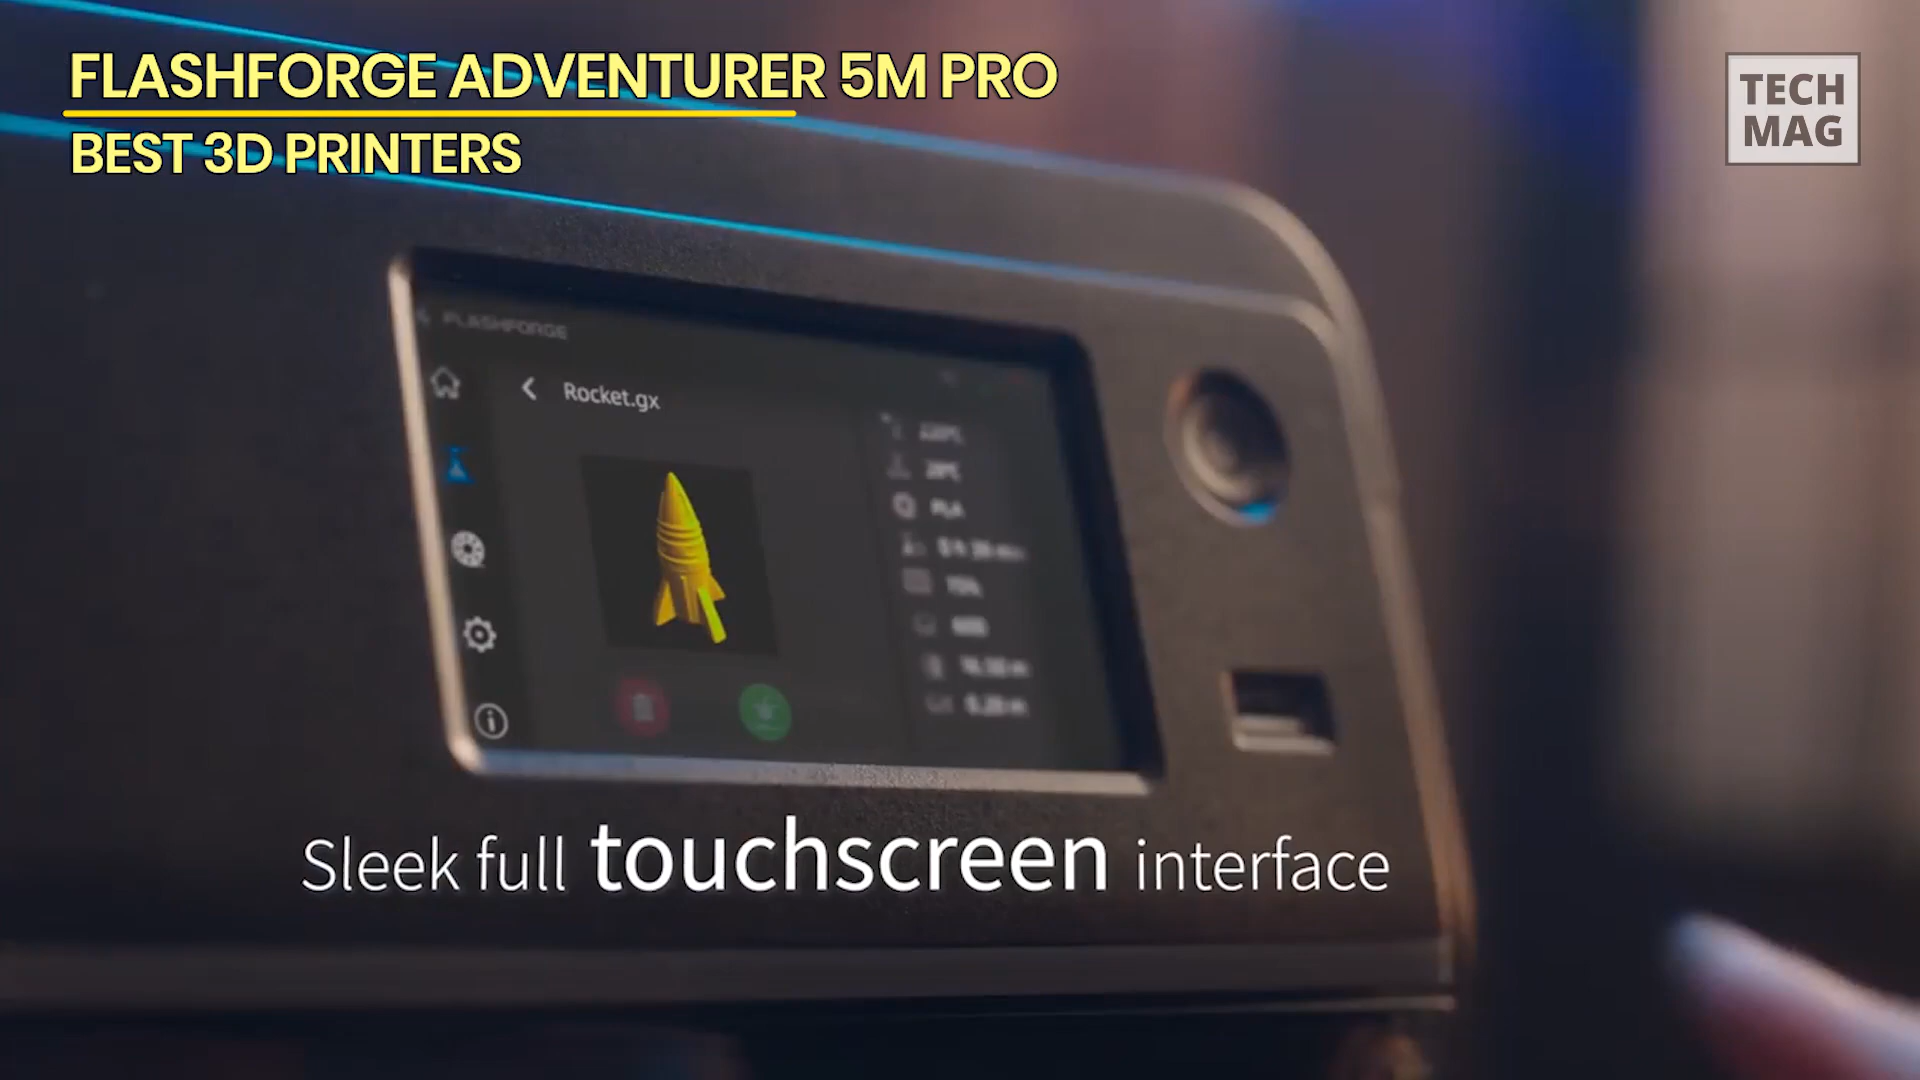 FLASHFORGE ADVENTURER 5M PRO
BEST 3D PRINTERS
TECH
MAG
FLASHFORGE
Rocket.gx
PLA
Sleek full touchscreen interface